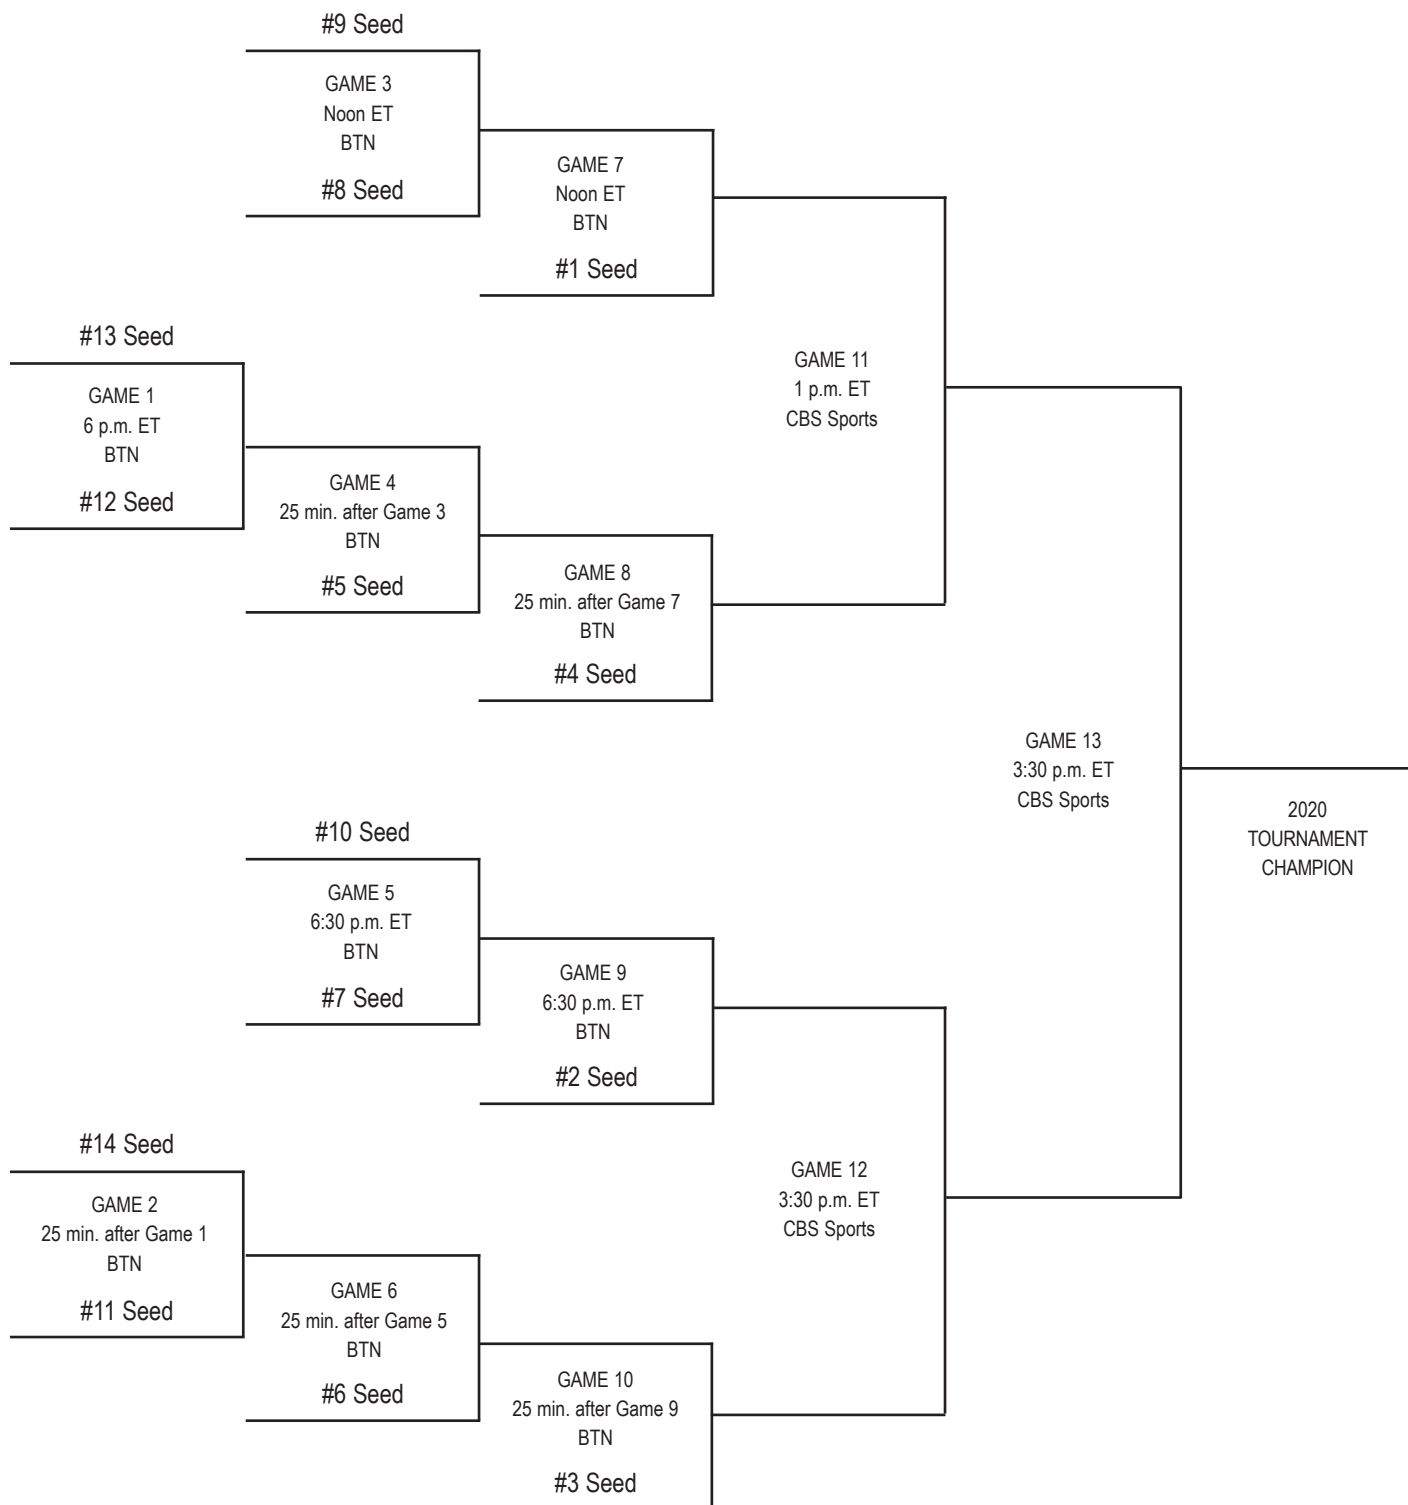 #9 Seed
GAME 3
Noon ET
BTN
#8 Seed
GAME 7
Noon ET
BTN
#1 Seed
#13 Seed
GAME 1
6 p.m. ET
BTN
#12 Seed
GAME 4
25 min. after Game 3
BTN
#5 Seed
GAME 8
25 min. after Game 7
BTN
#4 Seed
GAME 11
1 p.m. ET
CBS Sports
#10 Seed
GAME 5
6:30 p.m. ET
BTN
#7 Seed
GAME 9
6:30 p.m. ET
BTN
#2 Seed
#14 Seed
GAME 2
25 min. after Game 1
BTN
#11 Seed
GAME 6
25 min. after Game 5
BTN
#6 Seed
GAME 10
25 min. after Game 9
BTN
#3 Seed
GAME 12
3:30 p.m. ET
CBS Sports
GAME 13
3:30 p.m. ET
CBS Sports
2020
TOURNAMENT
CHAMPION